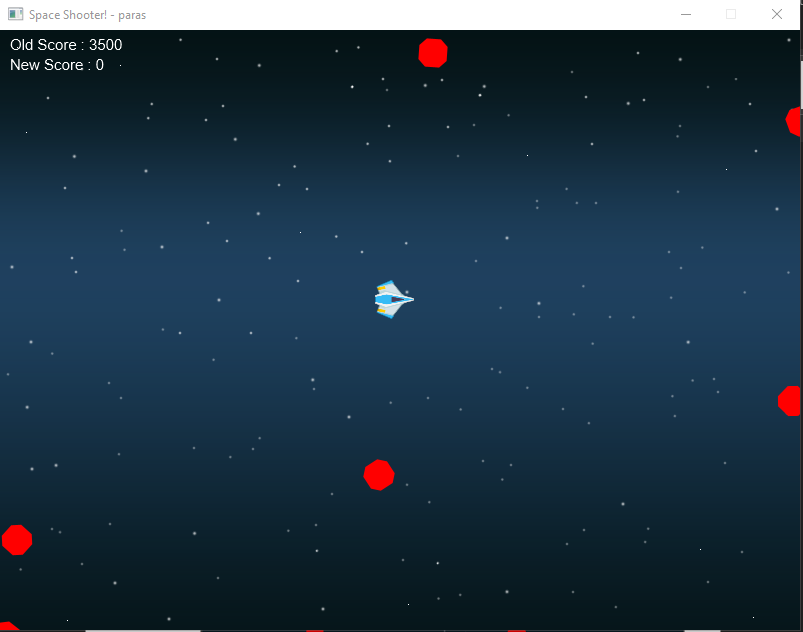 Space Shooter! - paras
Old Score : 3500
New Score : 0